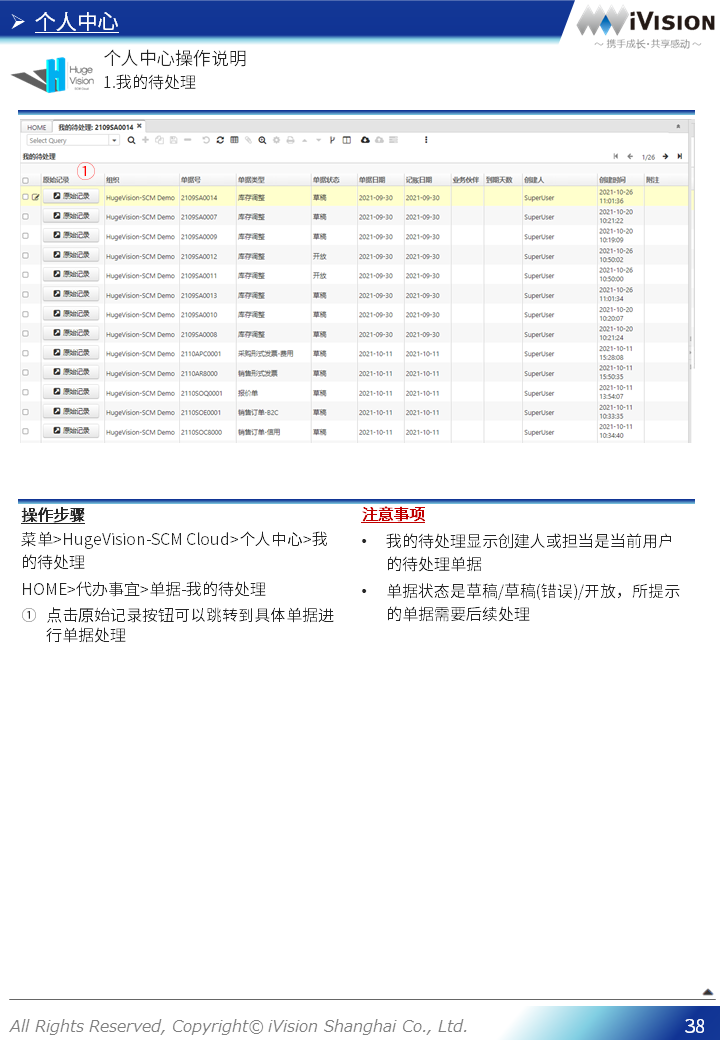 ➢ 个人中心
iVISION
～ 携手成长·共享感动 ～
Huge
Vision
SCM Cloud
个人中心操作说明
1.我的待处理
HOME 我的待处理: 2109SA0014 ×
Select Query
1/26
我的待处理
①
原始记录 组织 单据号 单据类型 单据状态 单据日期 记账日期 业务伙伴 到期天数 创建人 创建时间 附注
原始记录 HugeVision-SCM Demo 2109SA0014 库存调整 草稿 2021-09-30 2021-09-30 SuperUser 2021-10-26 11:01:36
原始记录 HugeVision-SCM Demo 2109SA0007 库存调整 草稿 2021-09-30 2021-09-30 SuperUser 2021-10-20 10:21:22
原始记录 HugeVision-SCM Demo 2109SA0009 库存调整 草稿 2021-09-30 2021-09-30 SuperUser 2021-10-20 10:19:09
原始记录 HugeVision-SCM Demo 2109SA0012 库存调整 开放 2021-09-30 2021-09-30 SuperUser 2021-10-26 10:50:02
原始记录 HugeVision-SCM Demo 2109SA0011 库存调整 开放 2021-09-30 2021-09-30 SuperUser 2021-10-26 10:50:00
原始记录 HugeVision-SCM Demo 2109SA0013 库存调整 草稿 2021-09-30 2021-09-30 SuperUser 2021-10-26 11:01:34
原始记录 HugeVision-SCM Demo 2109SA0010 库存调整 草稿 2021-09-30 2021-09-30 SuperUser 2021-10-20 10:20:07
原始记录 HugeVision-SCM Demo 2109SA0008 库存调整 草稿 2021-09-30 2021-09-30 SuperUser 2021-10-20 10:21:24
原始记录 HugeVision-SCM Demo 2110APC0001 采购形式发票-费用 草稿 2021-10-11 2021-10-11 SuperUser 2021-10-11 15:28:08
原始记录 HugeVision-SCM Demo 2110AR8000 销售形式发票 草稿 2021-10-11 2021-10-11 SuperUser 2021-10-11 15:50:35
原始记录 HugeVision-SCM Demo 2110SOQ0001 报价单 草稿 2021-10-11 2021-10-11 SuperUser 2021-10-11 13:54:07
原始记录 HugeVision-SCM Demo 2110SOE0001 销售订单-B2C 草稿 2021-10-11 2021-10-11 SuperUser 2021-10-11 10:33:35
原始记录 HugeVision-SCM Demo 2110SOC8000 销售订单-信用 草稿 2021-10-11 2021-10-11 SuperUser 2021-10-11 10:34:40
操作步骤
菜单>HugeVision-SCM Cloud>个人中心>我
的待处理
HOME>代办事宜>单据-我的待处理
① 点击原始记录按钮可以跳转到具体单据进
行单据处理
注意事项
• 我的待处理显示创建人或担当是当前用户
的待处理单据
• 单据状态是草稿/草稿(错误)/开放，所提示
的单据需要后续处理
All Rights Reserved, Copyright© iVision Shanghai Co., Ltd.
38